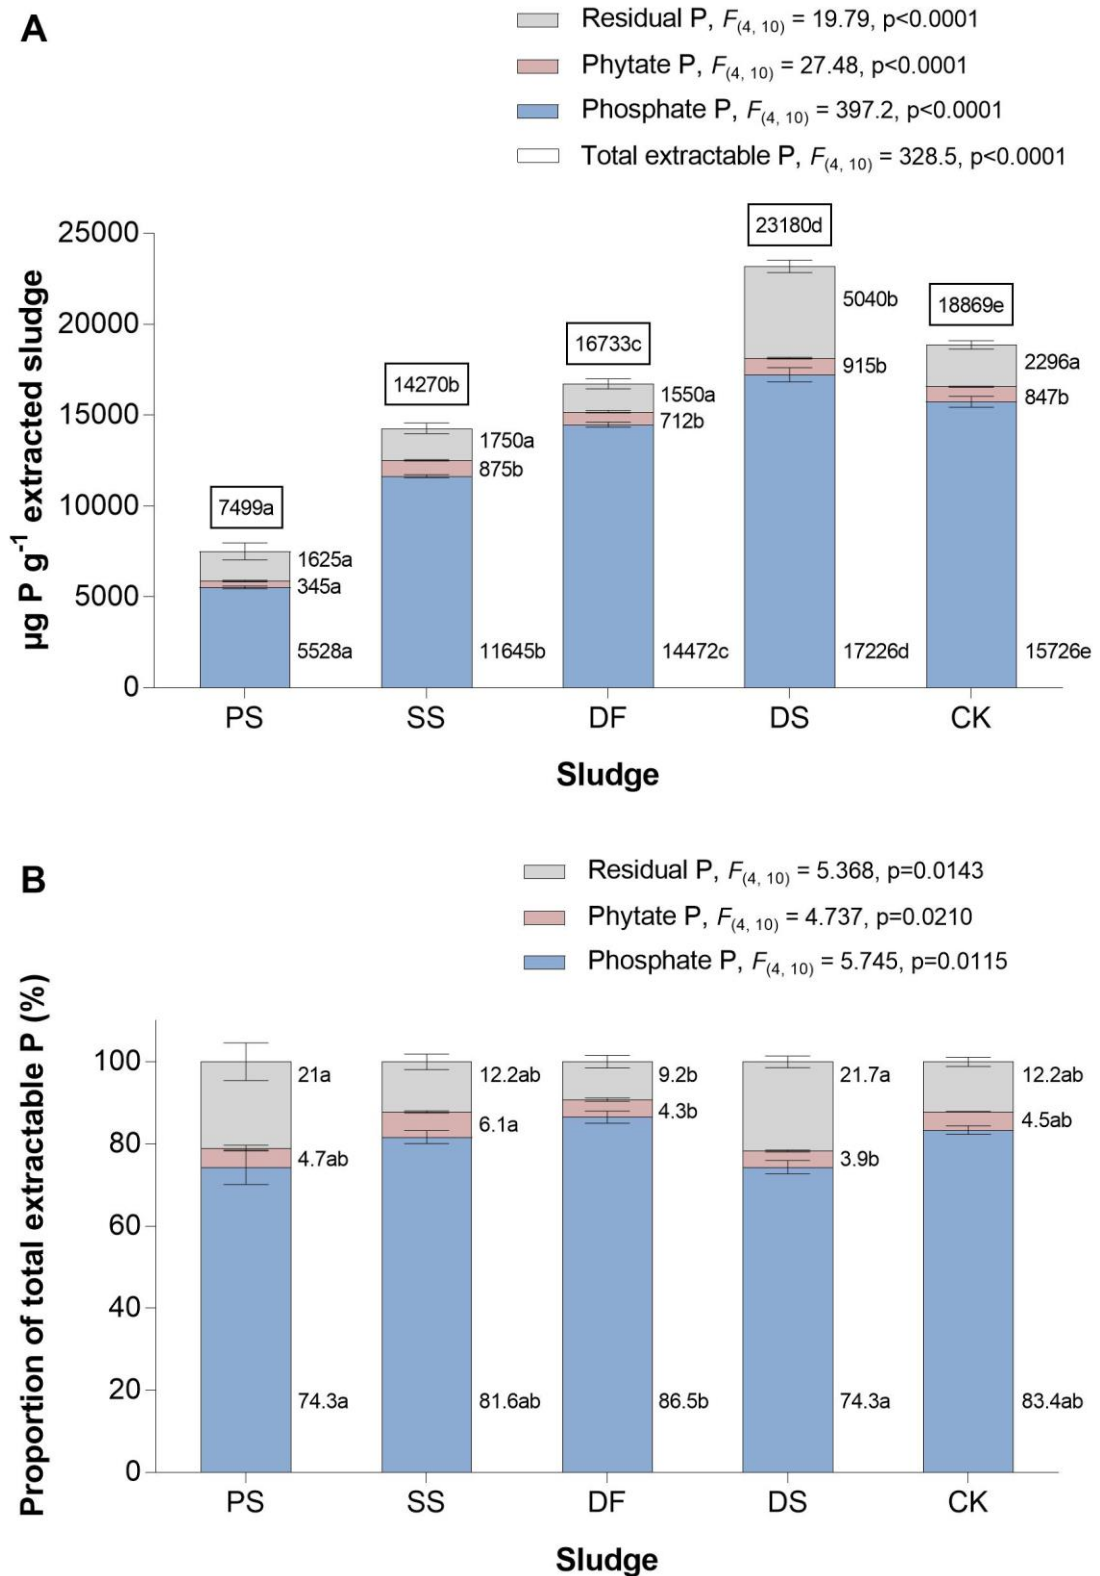 A
Residual P, F(4, 10) = 19.79, p<0.0001
Phytate P, F(4, 10) = 27.48, p<0.0001
Phosphate P, F(4, 10) = 397.2, p<0.0001
Total extractable P, F(4, 10) = 328.5, p<0.0001
µg P g-1 extracted sludge
25000
20000
15000
10000
5000
0
7499a
1625a
345a
5528a
14270b
1750a
875b
11645b
16733c
1550a
712b
14472c
23180d
5040b
915b
17226d
18869e
2296a
847b
15726e
PS SS DF DS CK
Sludge
B
Residual P, F(4, 10) = 5.368, p=0.0143
Phytate P, F(4, 10) = 4.737, p=0.0210
Phosphate P, F(4, 10) = 5.745, p=0.0115
Proportion of total extractable P (%)
100
80
60
40
20
0
21a
4.7ab
74.3a
12.2ab
6.1a
81.6ab
9.2b
4.3b
86.5b
21.7a
3.9b
74.3a
12.2ab
4.5ab
83.4ab
PS SS DF DS CK
Sludge